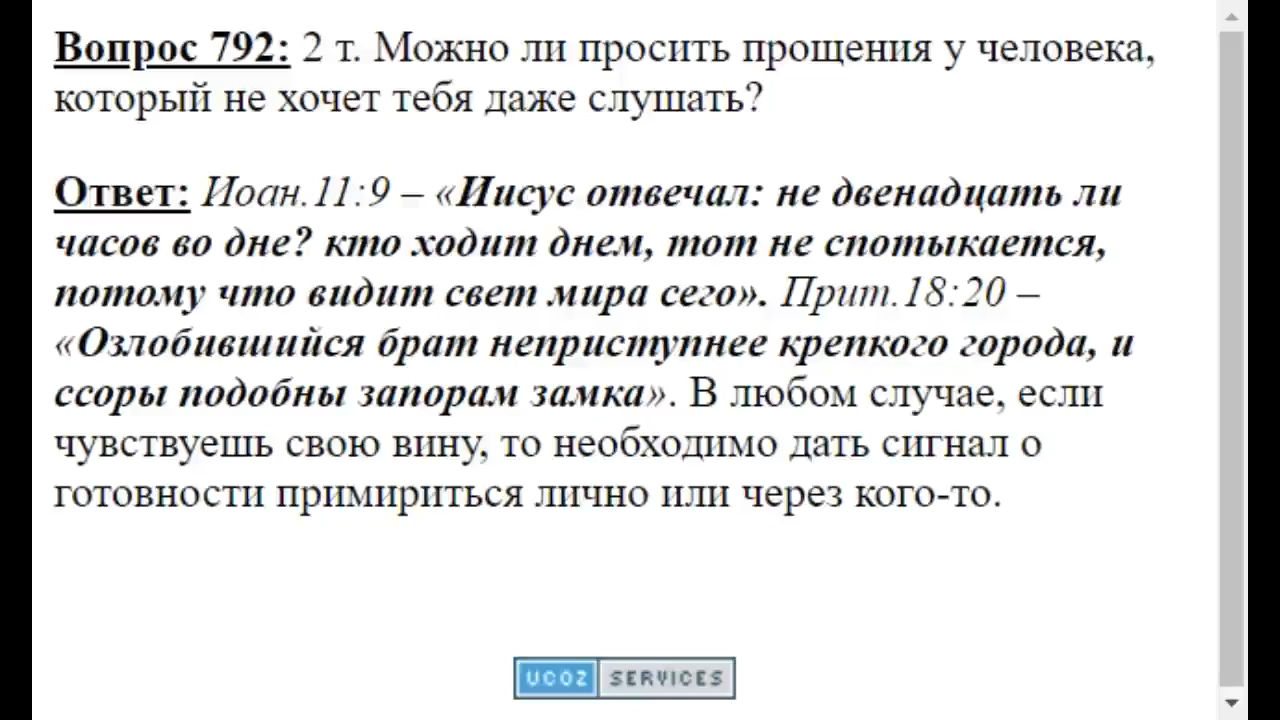 Вопрос 792: 2 т. Можно ли просить прощения у человека,
который не хочет тебя даже слушать?
Ответ: Иоан.11:9 – «Иисус отвечал: не двенадцать ли
часов во дне? кто ходит днем, тот не спотыкается,
потому что видит свет мира сего». Прит.18:20 –
«Озлобившийся брат неприступнее крепкого города, и
ссоры подобны запорам замка». В любом случае, если
чувствуешь свою вину, то необходимо дать сигнал о
готовности примириться лично или через кого-то.
UCOZ SERVICES